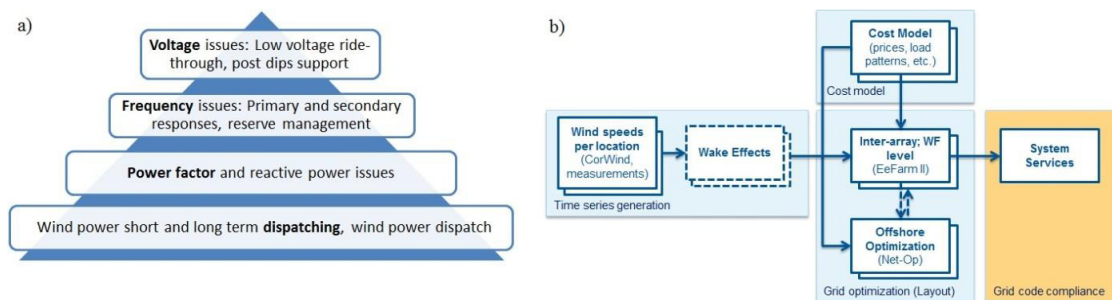 a)
Voltage issues: Low voltage ride-
through, post dips support
Frequency issues: Primary and secondary
responses, reserve management
Power factor and reactive power issues
Wind power short and long term dispatching, wind power dispatch
b)
Cost Model
(prices, load
patterns, etc.)
Cost model
Wind speeds
per location
(CorWind,
measurements)
Wake Effects
Time series generation
Inter-array; WF
level
(EeFarm II)
Offshore
Optimization
(Net-Op)
Grid optimization (Layout)
System
Services
Grid code compliance